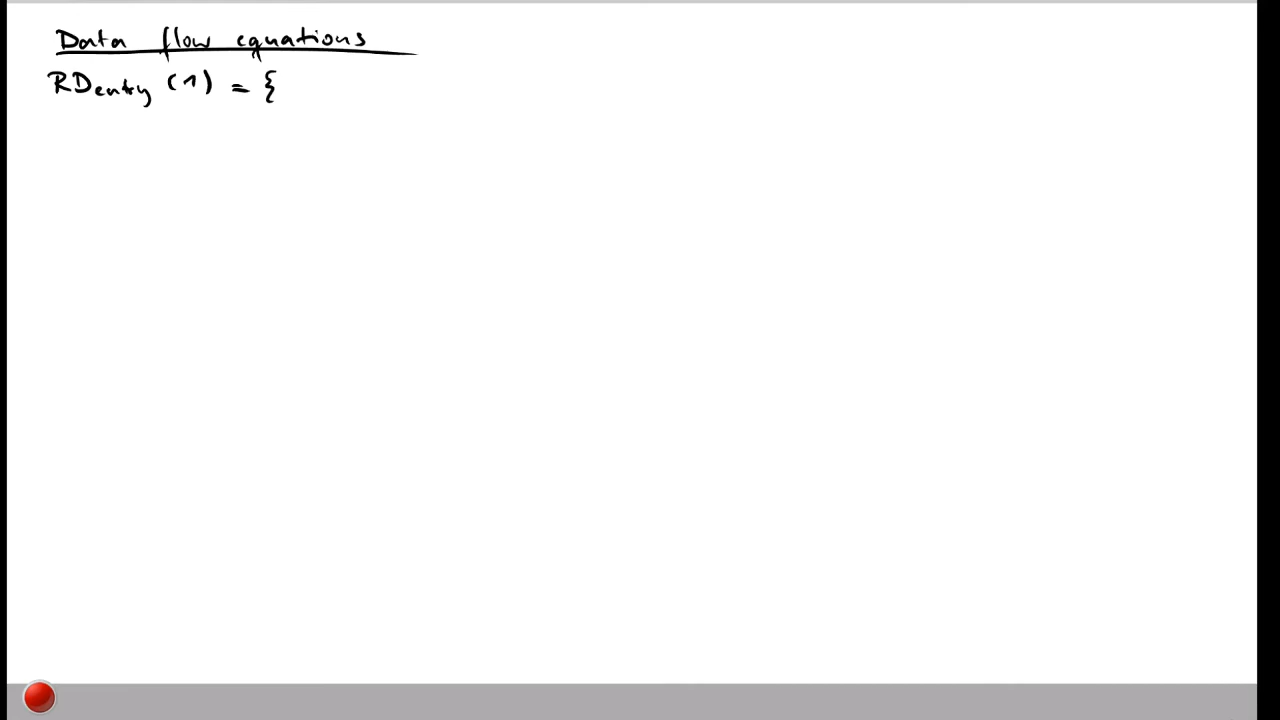 Data flow equations
RDentry (1) = {